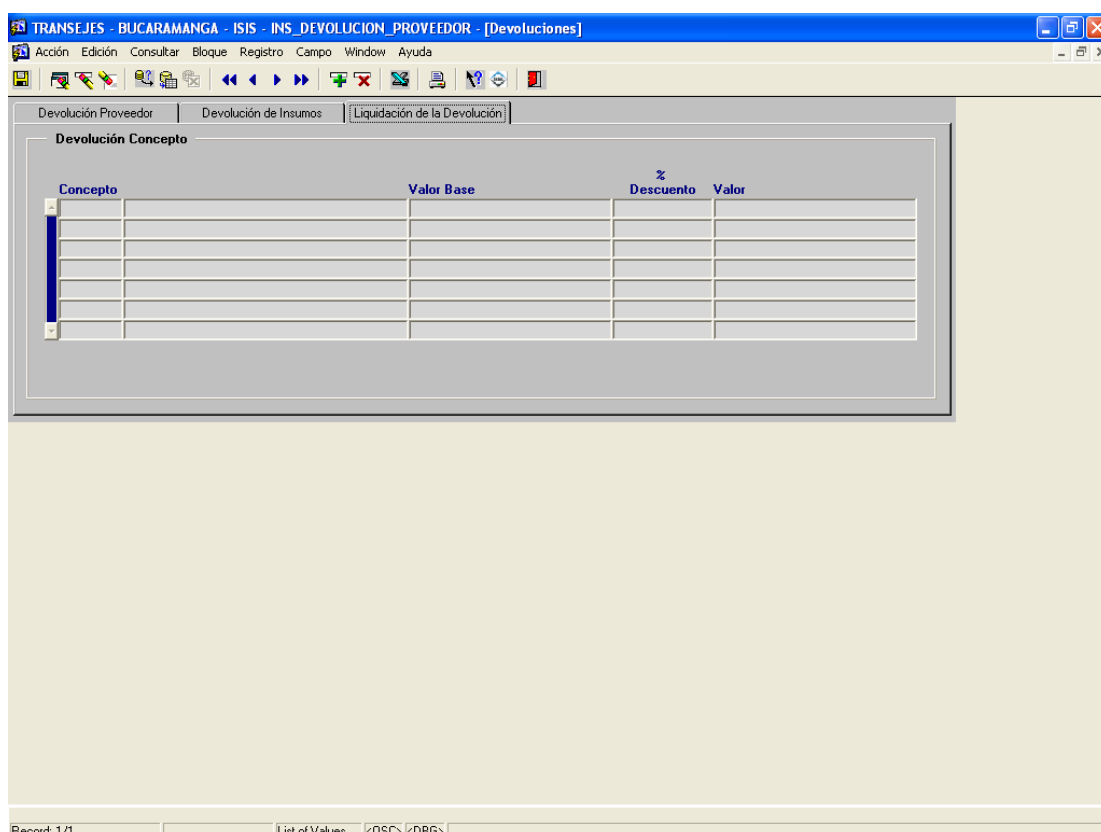 TRANSEJES - BUCARAMANGA - ISIS - INS_DEVOLUCION_PROVEEDOR - [Devoluciones]
Acción Edición Consultar Bloque Registro Campo Window Ayuda
Devolución Proveedor Devolución de Insumos Liquidación de la Devolución
Devolución Concepto
%
Concepto Valor Base Descuento Valor
Record: 1/1 List of Values <OSC> <DBG>